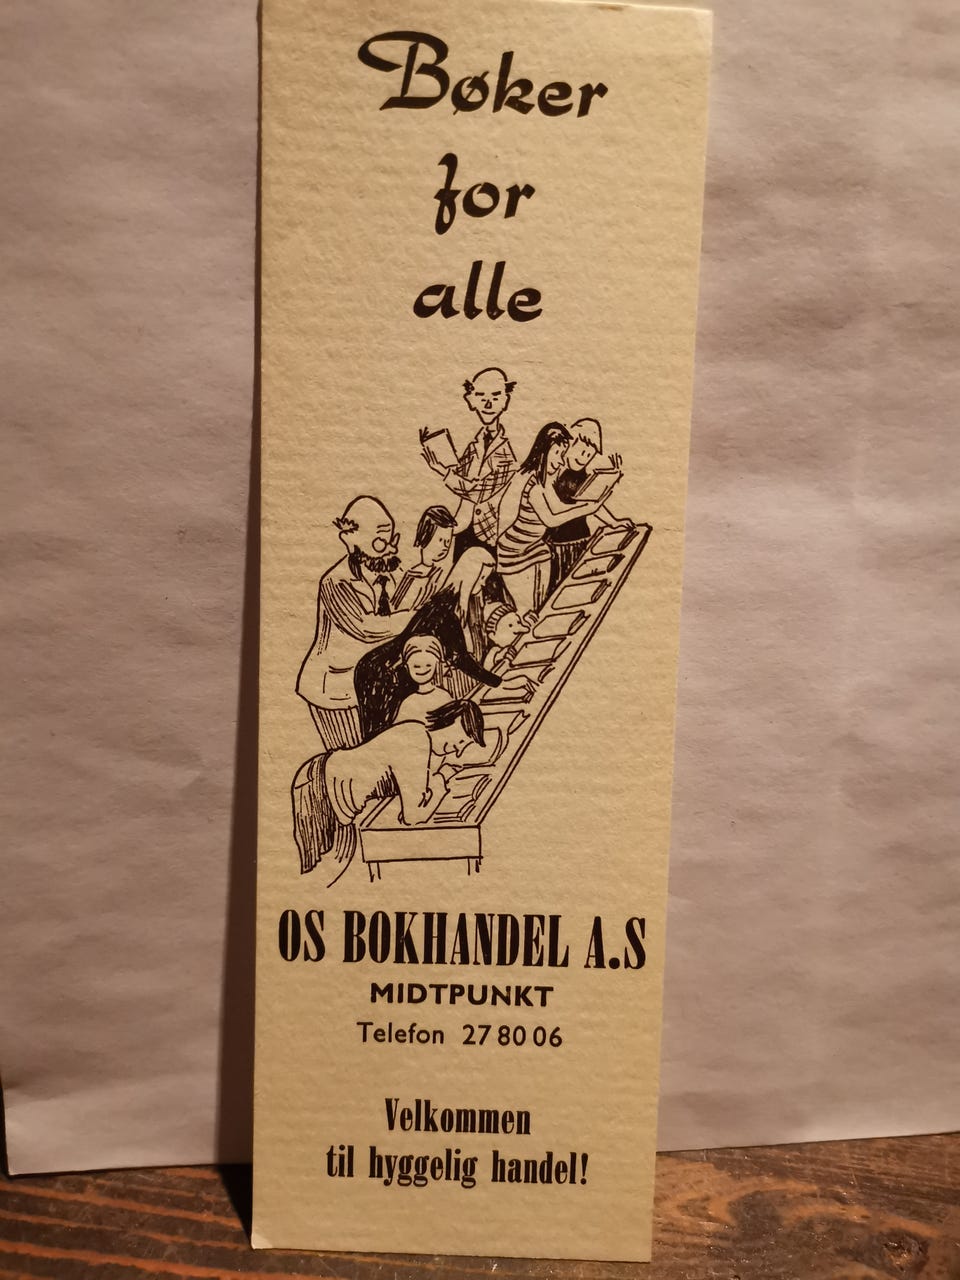 Bøker
for
alle
OS BOKHANDEL A.S
MIDTPUNKT
Telefon 27 80 06
Velkommen
til hyggelig handel!